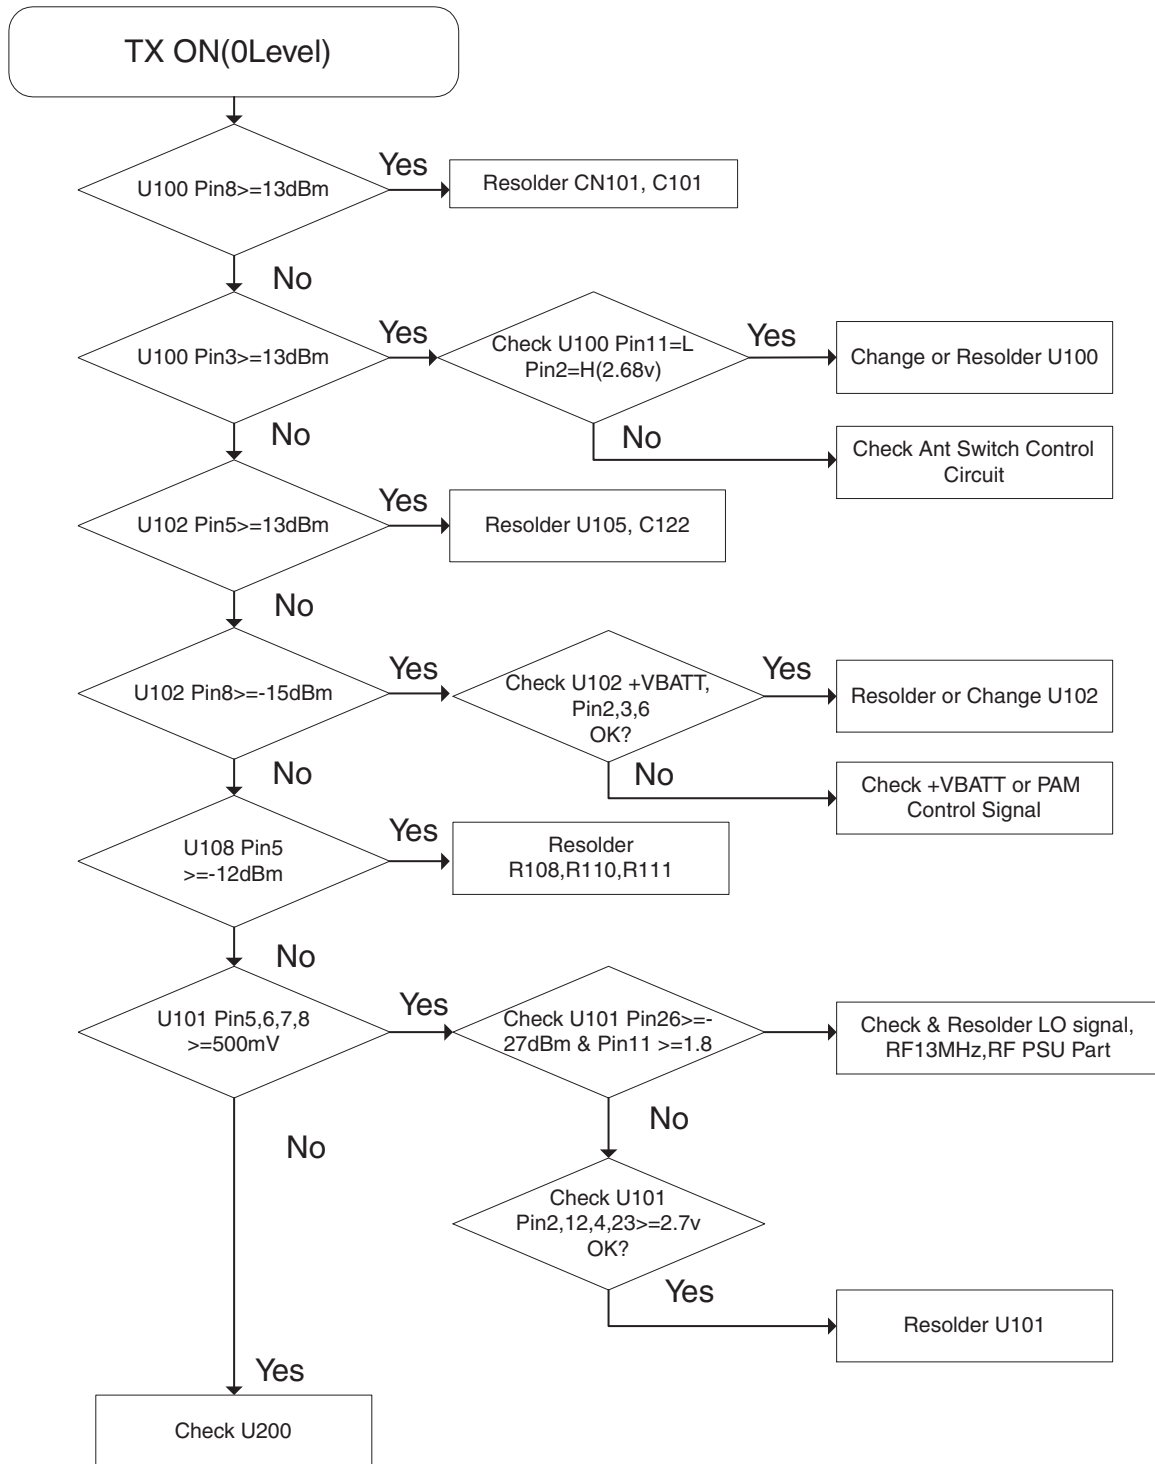 TX ON(0Level)
U100 Pin8>=13dBm
Yes
Resolder CN101, C101
No
U100 Pin3>=13dBm
Yes
Check U100 Pin11=L
Pin2=H(2.68v)
Yes
Change or Resolder U100
No
Check Ant Switch Control
Circuit
No
U102 Pin5>=13dBm
Yes
Resolder U105, C122
No
U102 Pin8>=-15dBm
Yes
Check U102 +VBATT,
Pin2,3,6
OK?
Yes
Resolder or Change U102
No
Check +VBATT or PAM
Control Signal
No
U108 Pin5
>=-12dBm
Yes
Resolder
R108,R110,R111
No
U101 Pin5,6,7,8
>=500mV
Yes
Check U101 Pin26>=-
27dBm & Pin11 >=1.8
Check & Resolder LO signal,
RF13MHz,RF PSU Part
No
No
Check U101
Pin2,12,4,23>=2.7v
OK?
Yes
Resolder U101
Yes
Check U200